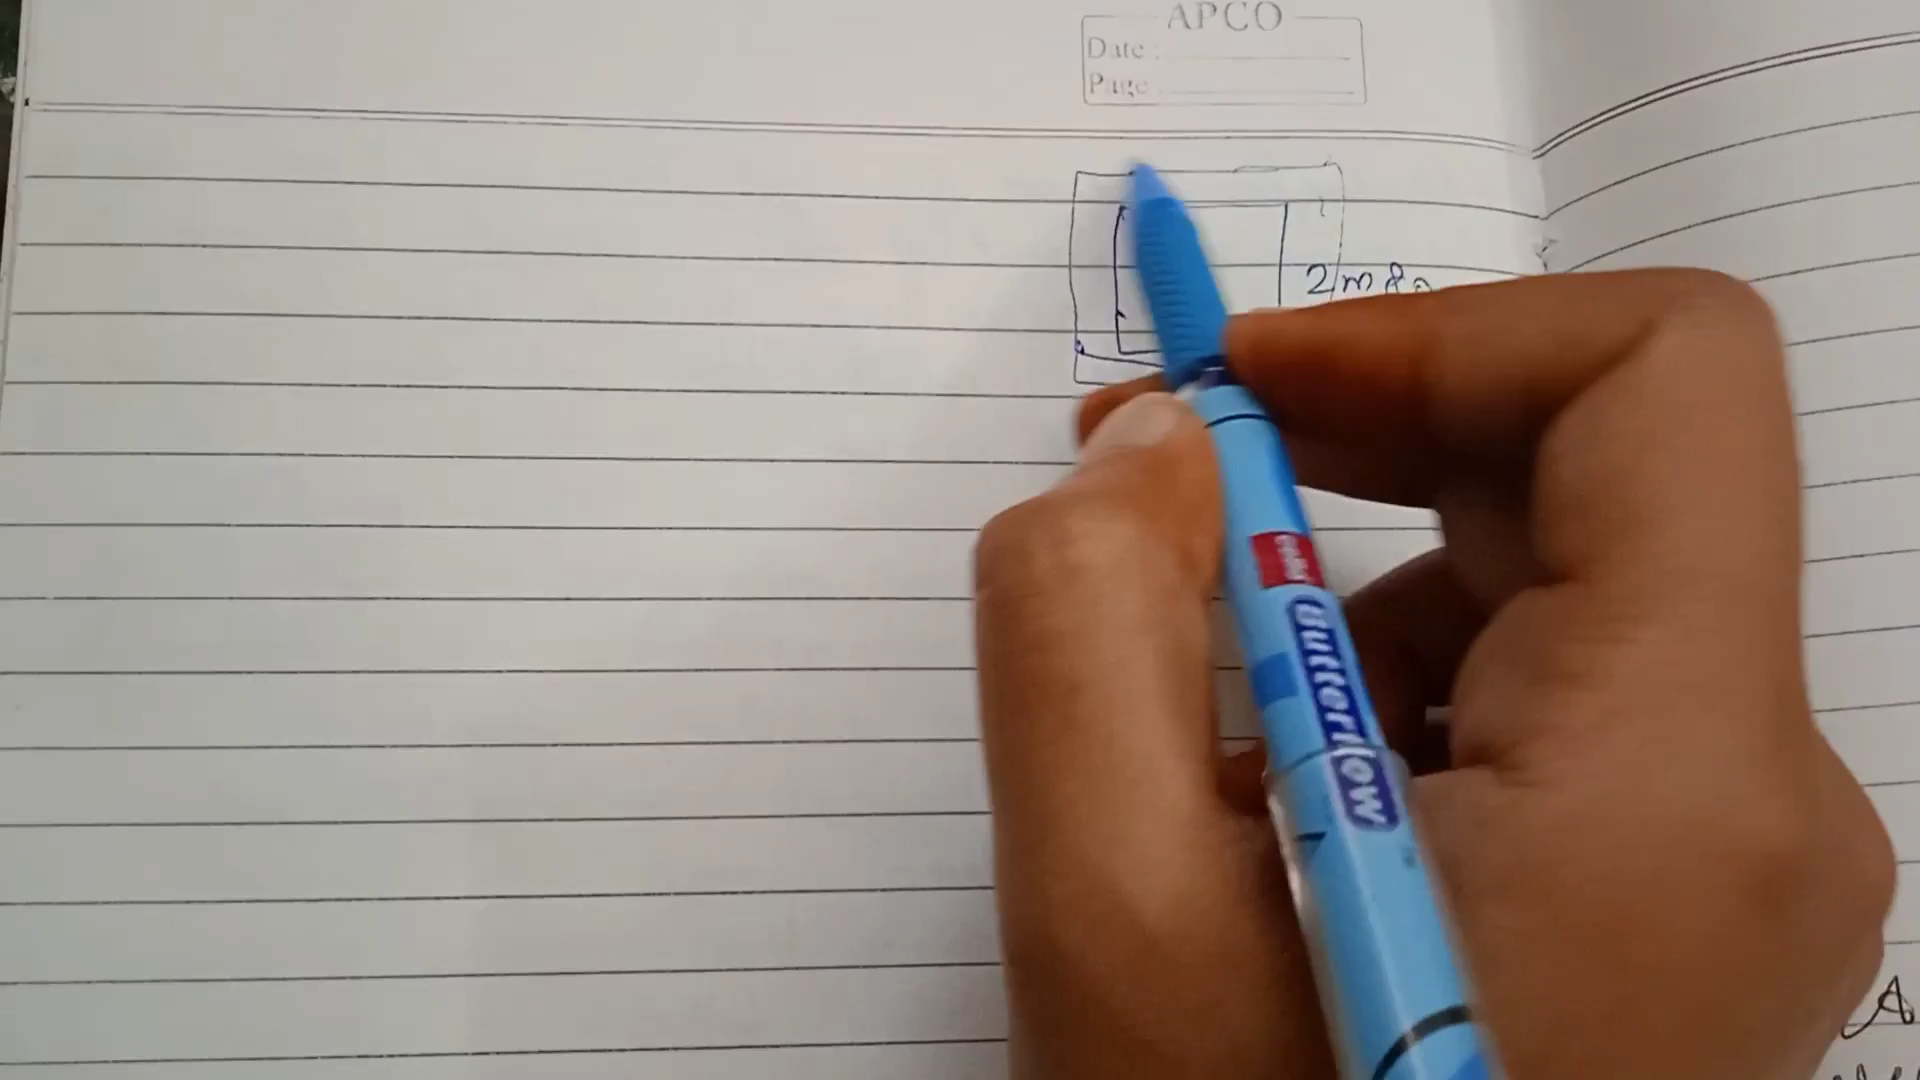 APCO
Date :
Page :
2m
cello
Butterflow
A